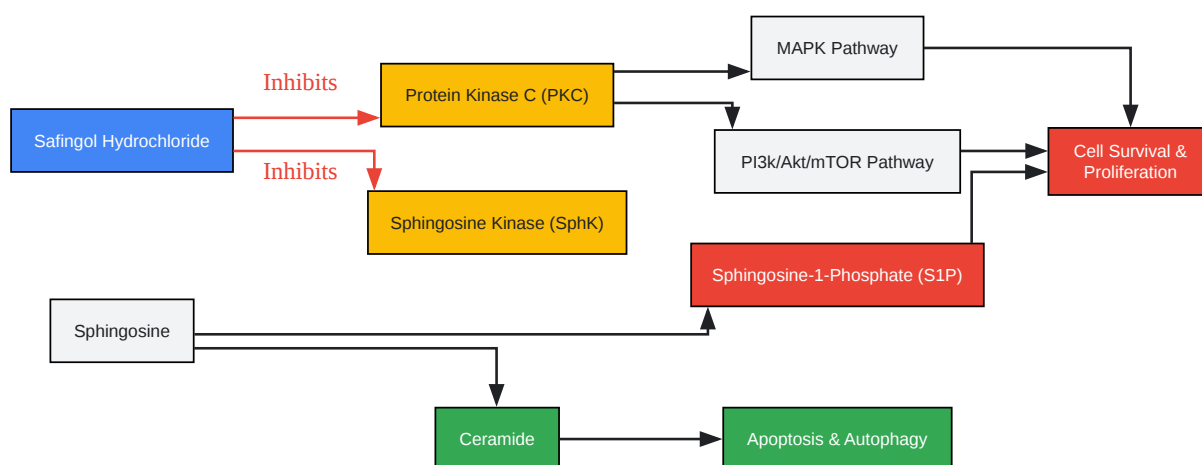 MAPK Pathway
Inhibits
Protein Kinase C (PKC)
Safingol Hydrochloride
Inhibits
PI3k/Akt/mTOR Pathway
Cell Survival &
Proliferation
Sphingosine Kinase (SphK)
Sphingosine-1-Phosphate (S1P)
Sphingosine
Ceramide
Apoptosis & Autophagy